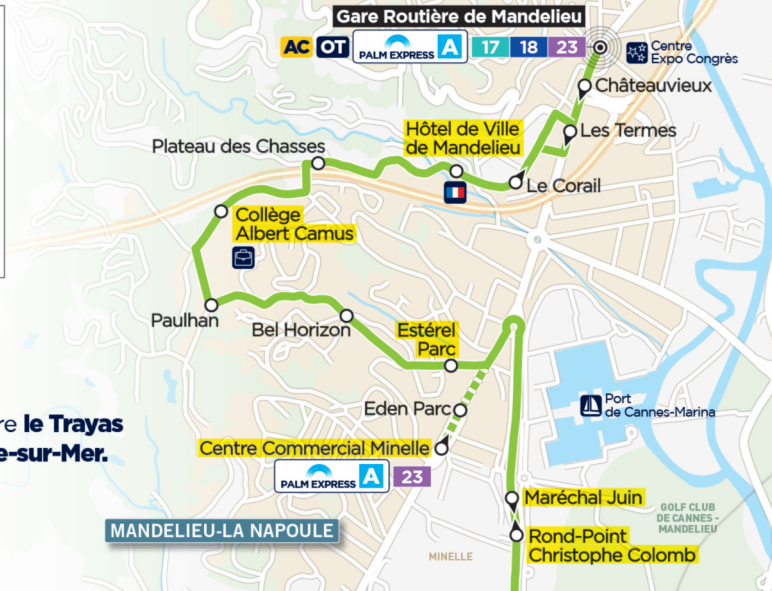 Gare Routière de Mandelieu
AC OT PALM EXPRESS A 17 18 23
Centre
Expo Congrès
Châteauvieux
Les Termes
Hôtel de Ville
de Mandelieu
Plateau des Chasses
Le Corail
Collège
Albert Camus
Paulhan
Bel Horizon
Estérel
Parc
Eden Parc
Port
de Cannes-Marina
re le Trayas
e-sur-Mer.
Centre Commercial Minelle
PALM EXPRESS A 23
Maréchal Juin
GOLF CLUB
DE CANNES -
MANDELIEU
MANDELIEU-LA NAPOULE
Rond-Point
Christophe Colomb
MINELLE